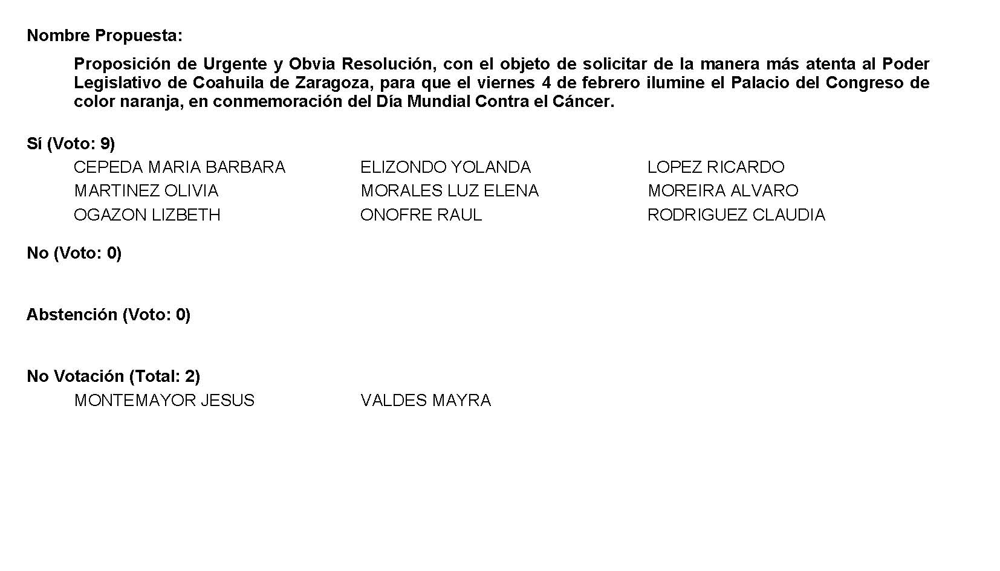 Nombre Propuesta:
Proposición de Urgente y Obvia Resolución, con el objeto de solicitar de la manera más atenta al Poder
Legislativo de Coahuila de Zaragoza, para que el viernes 4 de febrero ilumine el Palacio del Congreso de
color naranja, en conmemoración del Día Mundial Contra el Cáncer.
Sí (Voto: 9)
CEPEDA MARIA BARBARA ELIZONDO YOLANDA LOPEZ RICARDO
MARTINEZ OLIVIA MORALES LUZ ELENA MOREIRA ALVARO
OGAZON LIZBETH ONOFRE RAUL RODRIGUEZ CLAUDIA
No (Voto: 0)
Abstención (Voto: 0)
No Votación (Total: 2)
MONTEMAYOR JESUS VALDES MAYRA